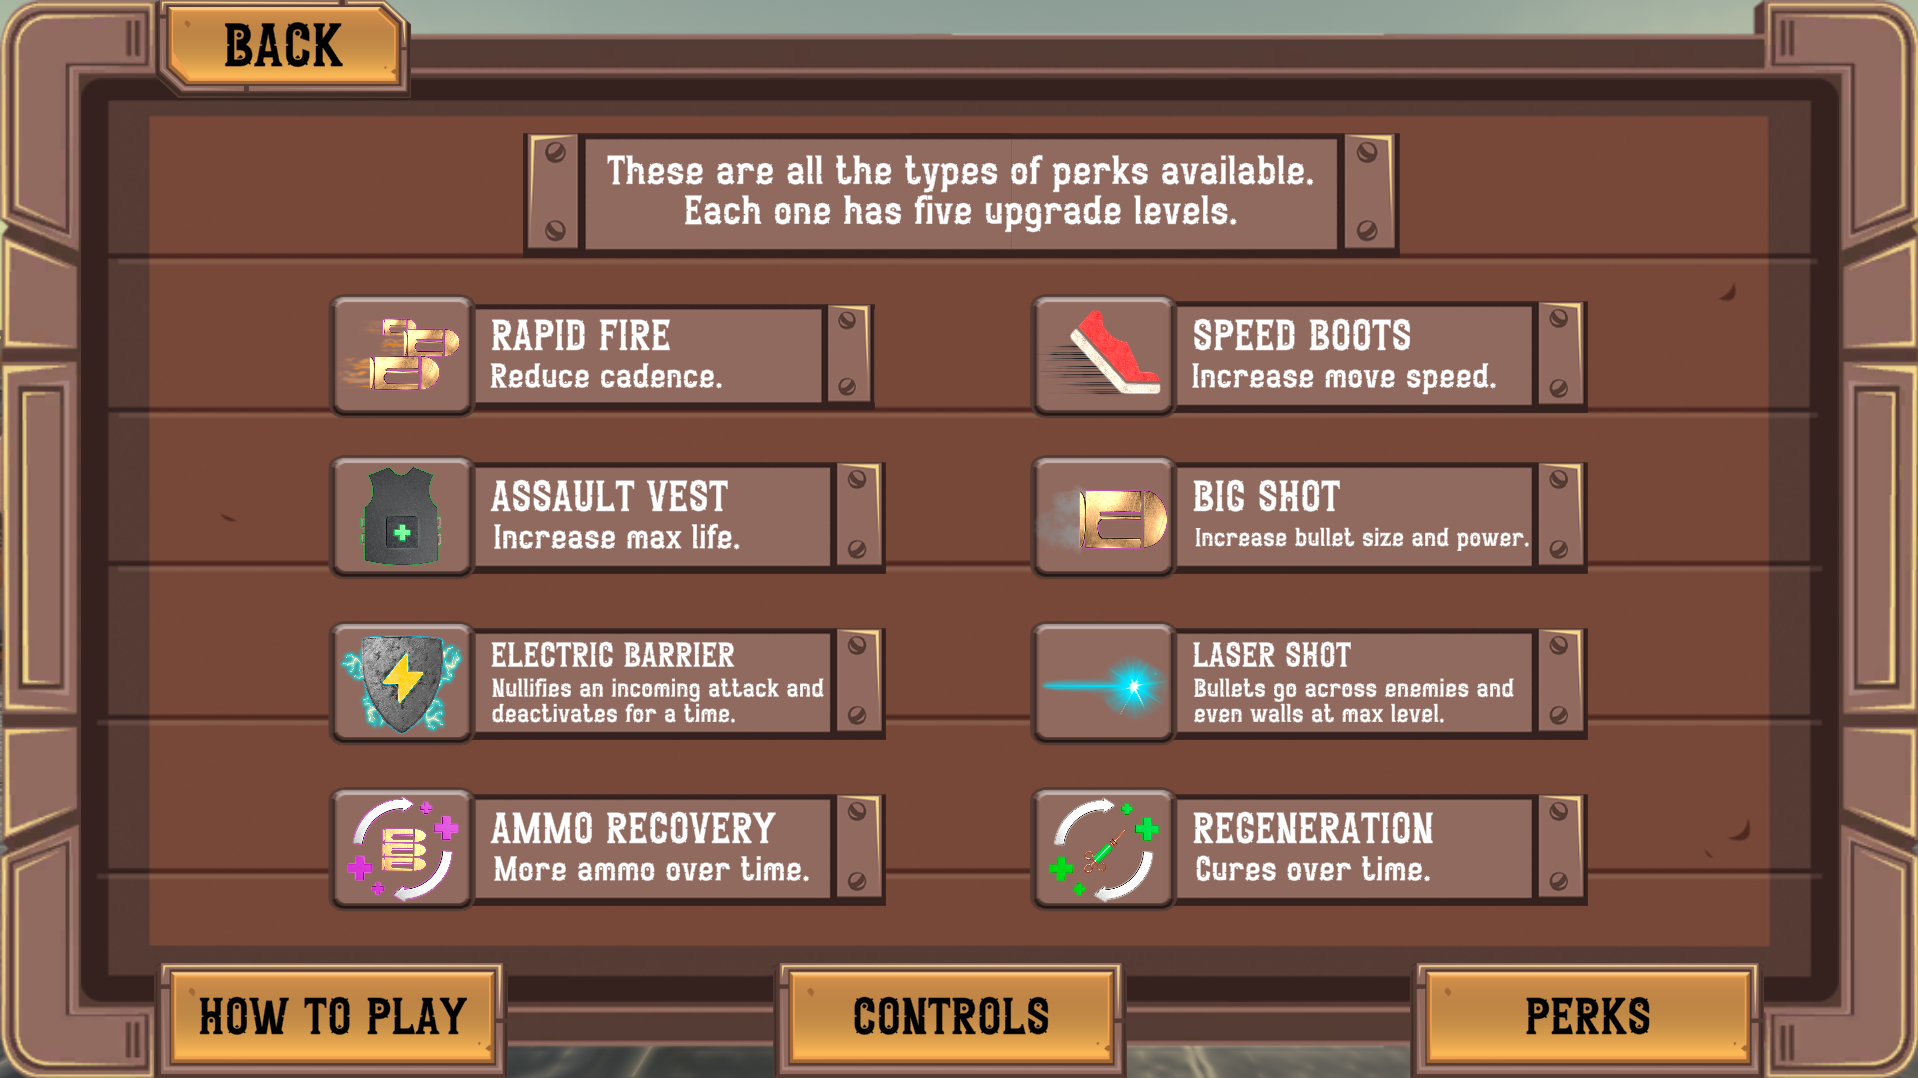 BACK
These are all the types of perks available.
Each one has five upgrade levels.
RAPID FIRE
Reduce cadence.
SPEED BOOTS
Increase move speed.
ASSAULT VEST
Increase max life.
BIG SHOT
Increase bullet size and power.
ELECTRIC BARRIER
Nullifies an incoming attack and
deactivates for a time.
LASER SHOT
Bullets go across enemies and
even walls at max level.
AMMO RECOVERY
More ammo over time.
REGENERATION
Cures over time.
HOW TO PLAY
CONTROLS
PERKS